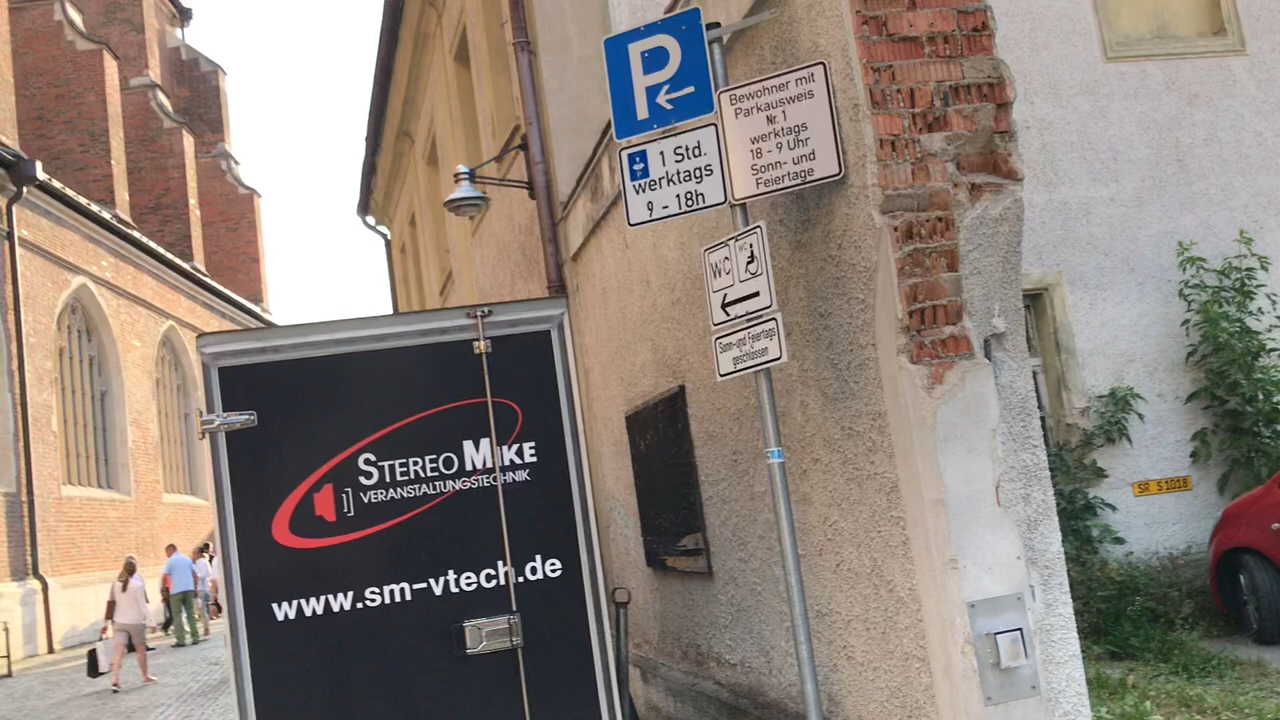 P
P
1 Std.
werktags
9 - 18h
Bewohner mit
Parkausweis
Nr. 1
werktags
18 - 9 Uhr
Sonn- und
Feiertage
WC
WC
Sonn-und Feiertags
geschlossen
STEREO MIKE
VERANSTALTUNGSTECHNIK
www.sm-vtech.de
SR S 1018